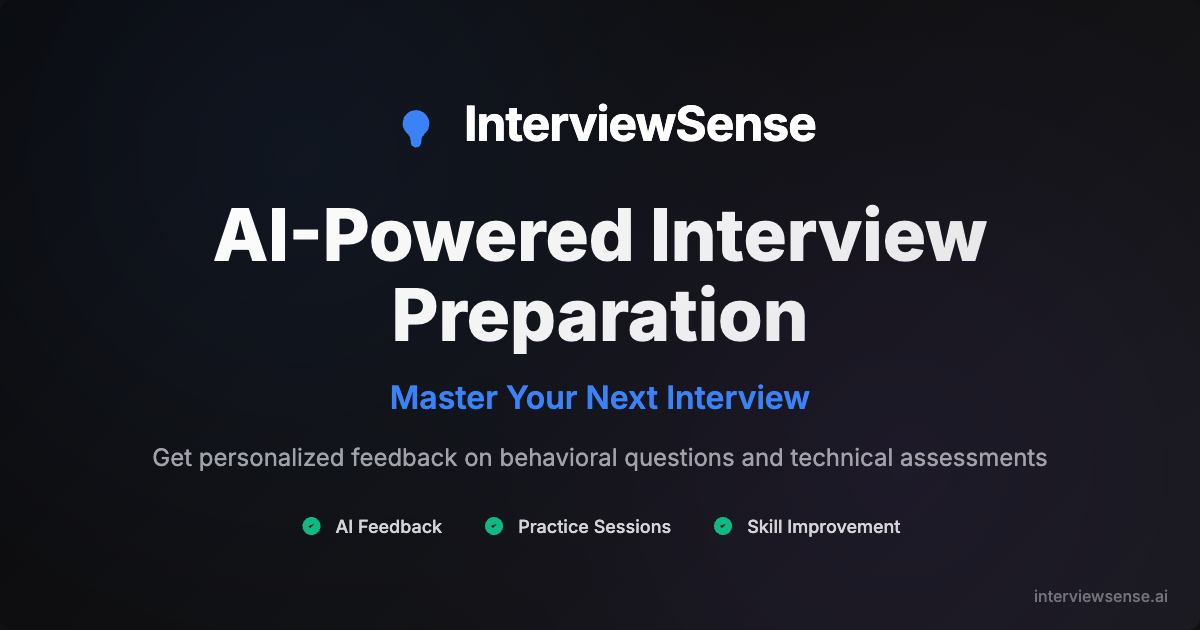 InterviewSense
AI-Powered Interview
Preparation
Master Your Next Interview
Get personalized feedback on behavioral questions and technical assessments
AI Feedback
Practice Sessions
Skill Improvement
interviewsense.ai